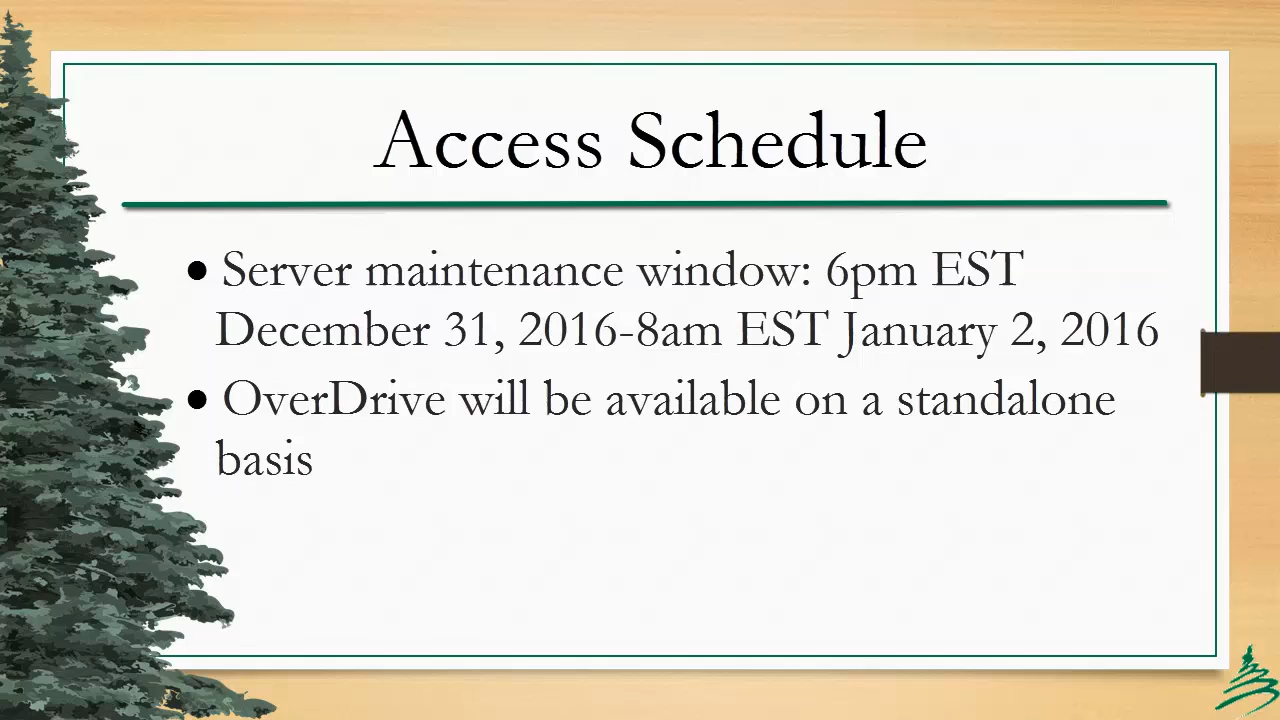 Access Schedule
● Server maintenance window: 6pm EST
December 31, 2016-8am EST January 2, 2016
● OverDrive will be available on a standalone
basis